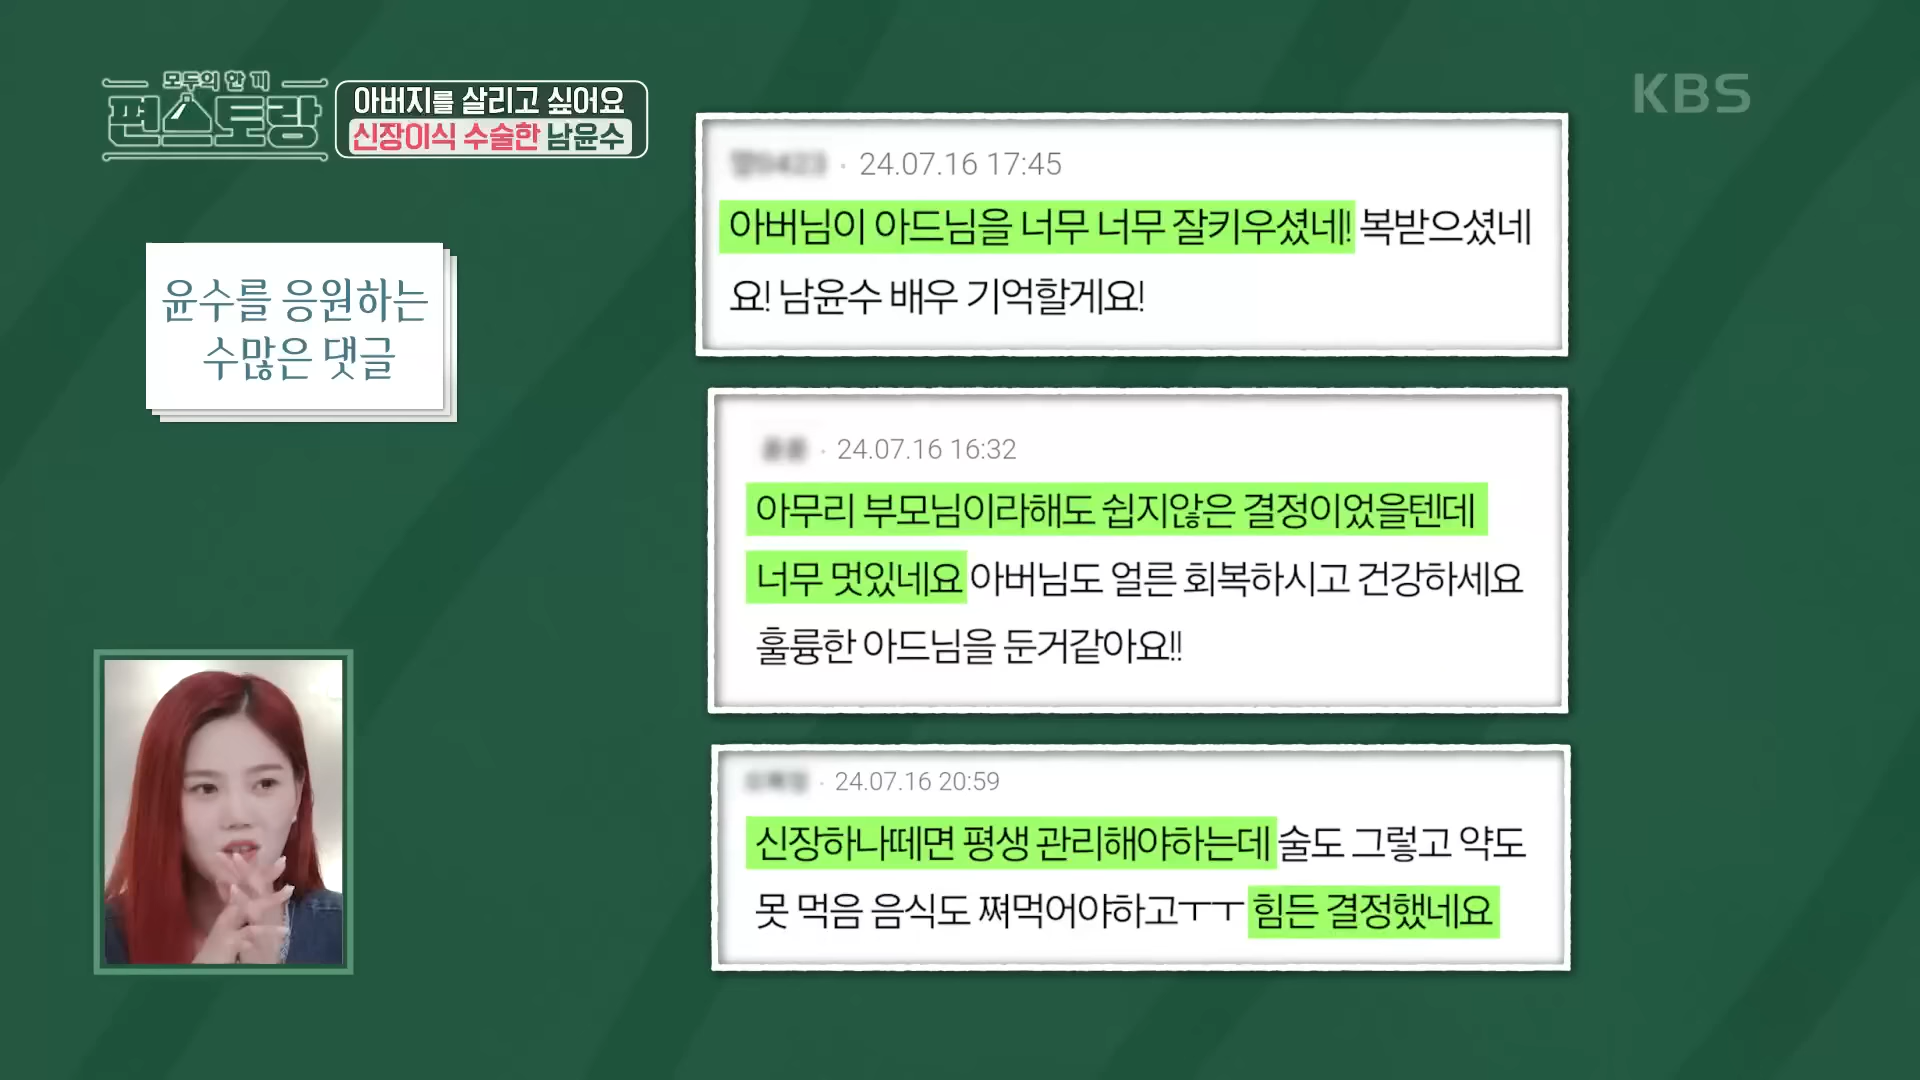 모두의 한 끼
편스토랑
아버지를 살리고 싶어요
신장이식 수술한 남윤수
KBS
윤수를 응원하는
수많은 댓글
· 24.07.16 17:45
아버님이 아드님을 너무 너무 잘키우셨네! 복받으셨네
요! 남윤수 배우 기억할게요!
· 24.07.16 16:32
아무리 부모님이라해도 쉽지않은 결정이었을텐데
너무 멋있네요 아버님도 얼른 회복하시고 건강하세요
훌륭한 아드님을 둔거같아요!!
· 24.07.16 20:59
신장하나떼면 평생 관리해야하는데 술도 그렇고 약도
못 먹음 음식도 쪄먹어야하고ㅜㅜ 힘든 결정했네요